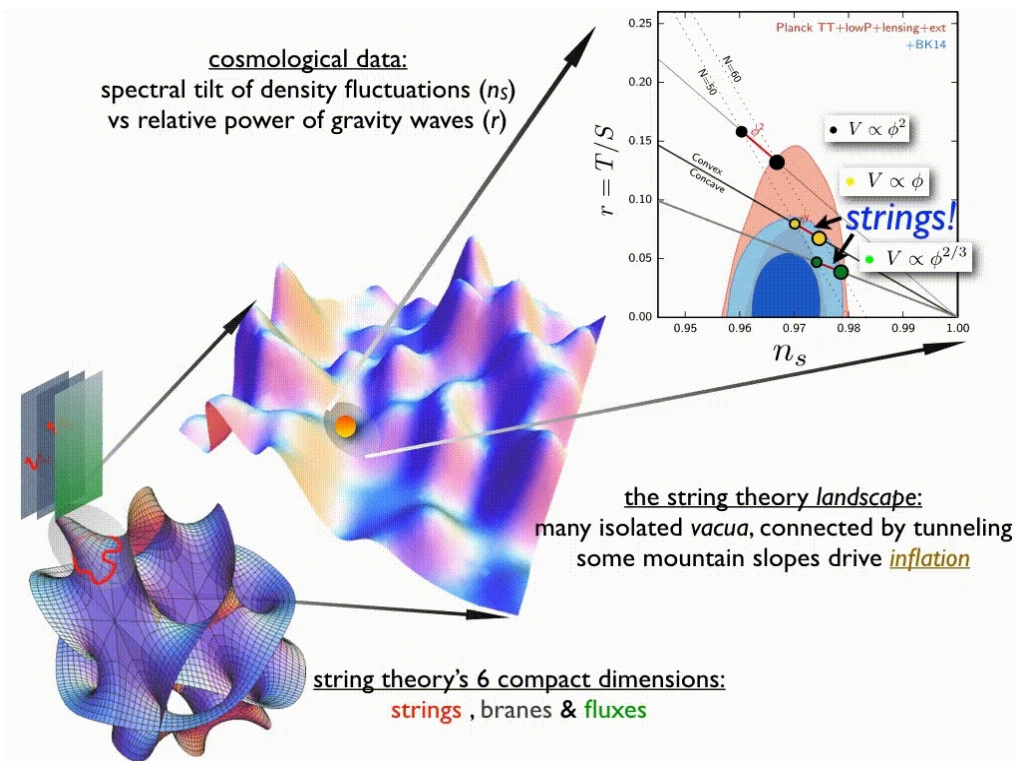 cosmological data:
spectral tilt of density fluctuations (nS)
vs relative power of gravity waves (r)
Planck TT+lowP+lensing+ext
+BK14
0.25
0.20
0.15
0.10
0.05
0.00
r = T/S
N=50
N=60
ϕ²
Convex
Concave
V ∝ ϕ²
V ∝ ϕ
strings!
V ∝ ϕ^{2/3}
0.95 0.96 0.97 0.98 0.99 1.00
n_s
the string theory landscape:
many isolated vacua, connected by tunneling
some mountain slopes drive inflation
string theory's 6 compact dimensions:
strings , branes & fluxes